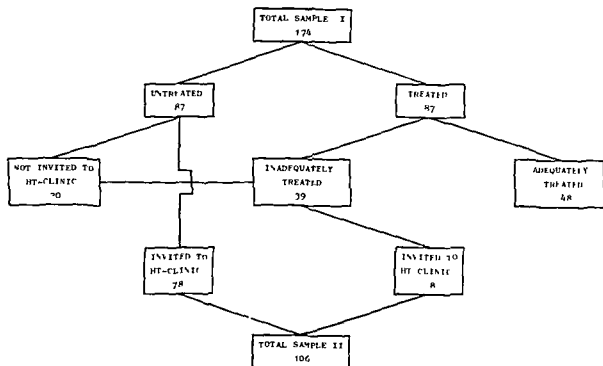 TOTAL SAMPLE I
174
UNTREATED
87
TREATED
87
NOT INVITED TO
HT-CLINIC
20
INADEQUATELY
TREATED
39
ADEQUATELY
TREATED
48
INVITED TO
HT-CLINIC
78
INVITED TO
HT CLINIC
8
TOTAL SAMPLE II
106